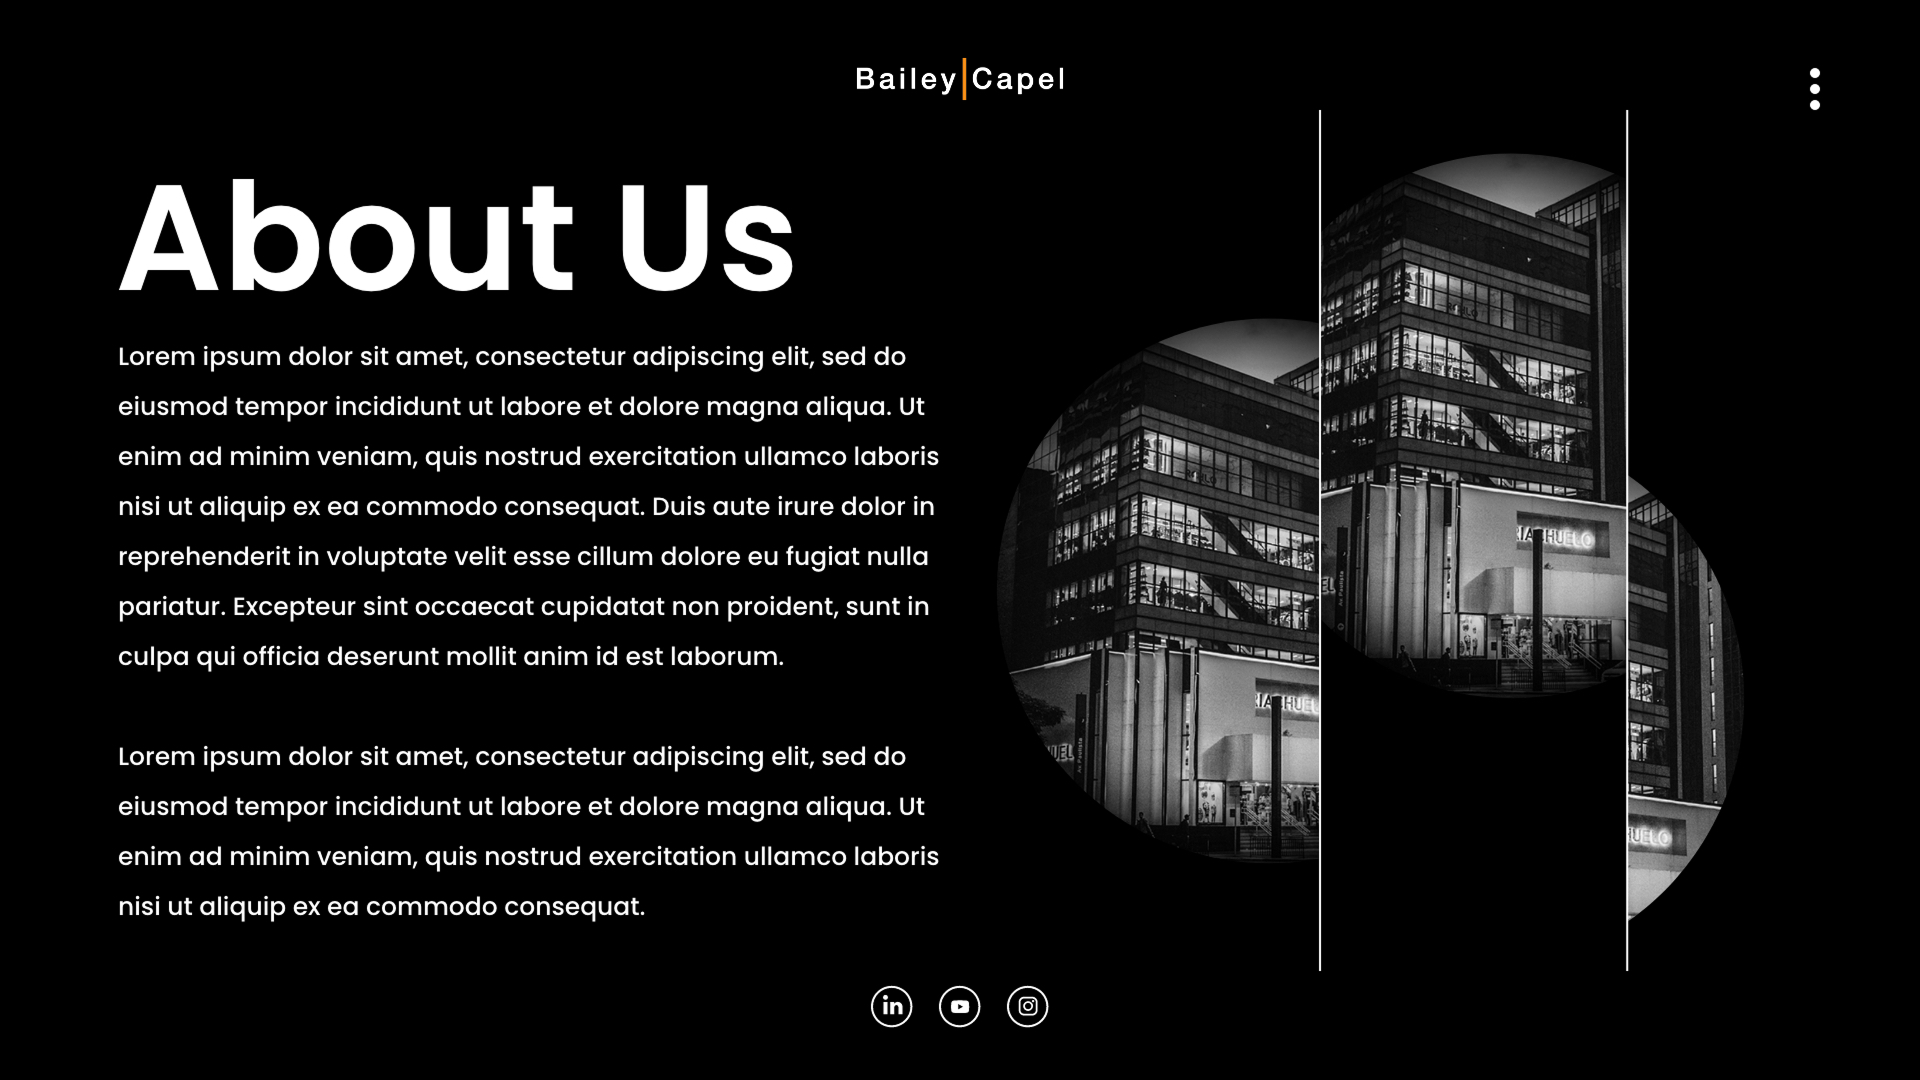 Bailey|Capel
About Us
Lorem ipsum dolor sit amet, consectetur adipiscing elit, sed do
eiusmod tempor incididunt ut labore et dolore magna aliqua. Ut
enim ad minim veniam, quis nostrud exercitation ullamco laboris
nisi ut aliquip ex ea commodo consequat. Duis aute irure dolor in
reprehenderit in voluptate velit esse cillum dolore eu fugiat nulla
pariatur. Excepteur sint occaecat cupidatat non proident, sunt in
culpa qui officia deserunt mollit anim id est laborum.
Lorem ipsum dolor sit amet, consectetur adipiscing elit, sed do
eiusmod tempor incididunt ut labore et dolore magna aliqua. Ut
enim ad minim veniam, quis nostrud exercitation ullamco laboris
nisi ut aliquip ex ea commodo consequat.
in